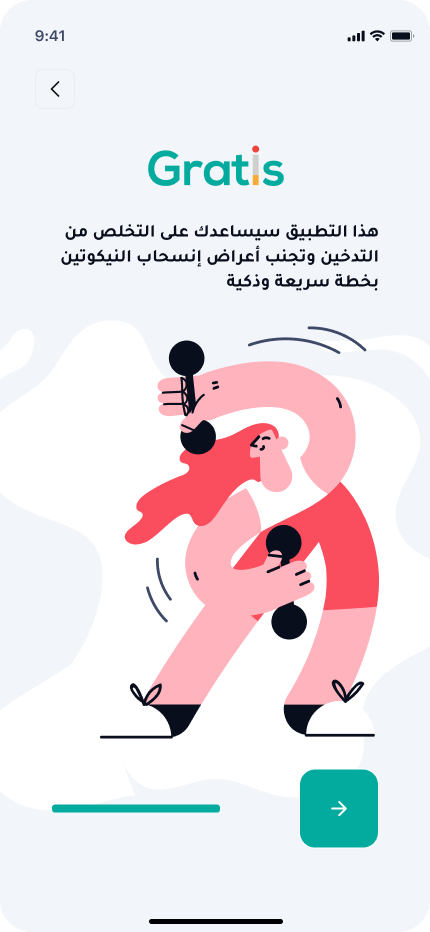 9:41
Gratis
هذا التطبيق سيساعدك على التخلص من
التدخين وتجنب أعراض إنسحاب النيكوتين
بخطة سريعة وذكية